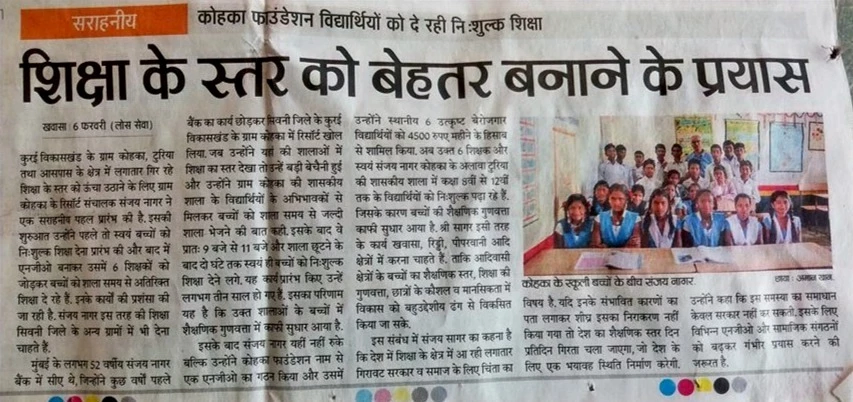 सराहनीय
कोहका फाउंडेशन विद्यार्थियों को दे रही नि:शुल्क शिक्षा
शिक्षा के स्तर को बेहतर बनाने के प्रयास
खवासा। 6 फरवरी (लोस सेवा)
कुरई विकासखंड के ग्राम कोहका, टुरिया
तथा आसपास के क्षेत्र में लगातार गिर रहे
शिक्षा के स्तर को ऊंचा उठाने के लिए ग्राम
कोहका के रिसॉर्ट संचालक संजय नागर ने
एक सराहनीय पहल प्रारंभ की है. इसकी
शुरुआत उन्होंने पहले तो स्वयं बच्चों को
नि:शुल्क शिक्षा देना प्रारंभ की और बाद में
एनजीओ बनाकर उसमें 6 शिक्षकों को
जोड़कर बच्चों को शाला समय से अतिरिक्त
शिक्षा दे रहे हैं. इनके कार्यों की प्रशंसा की
जा रही है. संजय नागर इस तरह की शिक्षा
सिवनी जिले के अन्य ग्रामों में भी देना
चाहते हैं.
मुंबई के लगभग 52 वर्षीय संजय नागर
बैंक में सीए थे, जिन्होंने कुछ वर्षों पहले
बैंक का कार्य छोड़कर सिवनी जिले के कुरई
विकासखंड के ग्राम कोहका में रिसॉर्ट खोल
लिया. जब उन्होंने यहां की शालाओं में
शिक्षा का स्तर देखा तो उन्हें बड़ी बेचैनी हुई
और उन्होंने ग्राम कोहका की शासकीय
शाला के विद्यार्थियों के अभिभावकों से
मिलकर बच्चों को शाला समय से जल्दी
शाला भेजने की बात कही. इसके बाद वे
प्रात: 9 बजे से 11 बजे और शाला छूटने के
बाद दो घंटे तक स्वयं ही बच्चों को नि:शुल्क
शिक्षा देने लगे. यह कार्य प्रारंभ किए उन्हें
लगभग तीन साल हो गए हैं. इसका परिणाम
यह है कि उक्त शालाओं के बच्चों के
शैक्षणिक गुणवत्ता में काफी सुधार आया है.
इसके बाद संजय नागर यहीं नहीं रुके
बल्कि उन्होंने कोहका फाउंडेशन नाम से
एक एनजीओ का गठन किया और उसमें
उन्होंने स्थानीय 6 उत्कृष्ट बेरोजगार
विद्यार्थियों को 4500 रुपए महीने के हिसाब
से शामिल किया. अब उक्त 6 शिक्षक और
स्वयं संजय नागर कोहका के अलावा टुरिया
की शासकीय शाला में कक्षा 8वीं से 12वीं
तक के विद्यार्थियों को नि:शुल्क पढ़ा रहे हैं.
जिसके कारण बच्चों की शैक्षणिक गुणवत्ता
काफी सुधार आया है. श्री सागर इसी तरह
के कार्य खवासा, रिड्डी, पीपरवानी आदि
क्षेत्रों में करना चाहते हैं, ताकि आदिवासी
क्षेत्रों के बच्चों का शैक्षणिक स्तर, शिक्षा की
गुणवत्ता, छात्रों के कौशल व मानसिकता में
विकास को बहुउद्देशीय ढंग से विकसित
किया जा सके.
इस संबंध में संजय सागर का कहना है
कि देश में शिक्षा के क्षेत्र में आ रही लगातार
गिरावट सरकार व समाज के लिए चिंता का
कोहका के स्कूली बच्चों के बीच संजय नागर.
विषय है. यदि इनके संभावित कारणों का
पता लगाकर शीघ्र इसका निराकरण नहीं
किया गया तो देश का शैक्षणिक स्तर दिन
प्रतिदिन गिरता चला जाएगा, जो देश के
लिए एक भयावह स्थिति निर्माण करेगी.
उन्होंने कहा कि इस समस्या का समाधान
केवल सरकार नहीं कर सकती, इसके लिए
विभिन्न एनजीओ और सामाजिक संगठनों
को बढ़कर गंभीर प्रयास करने की
जरूरत है.